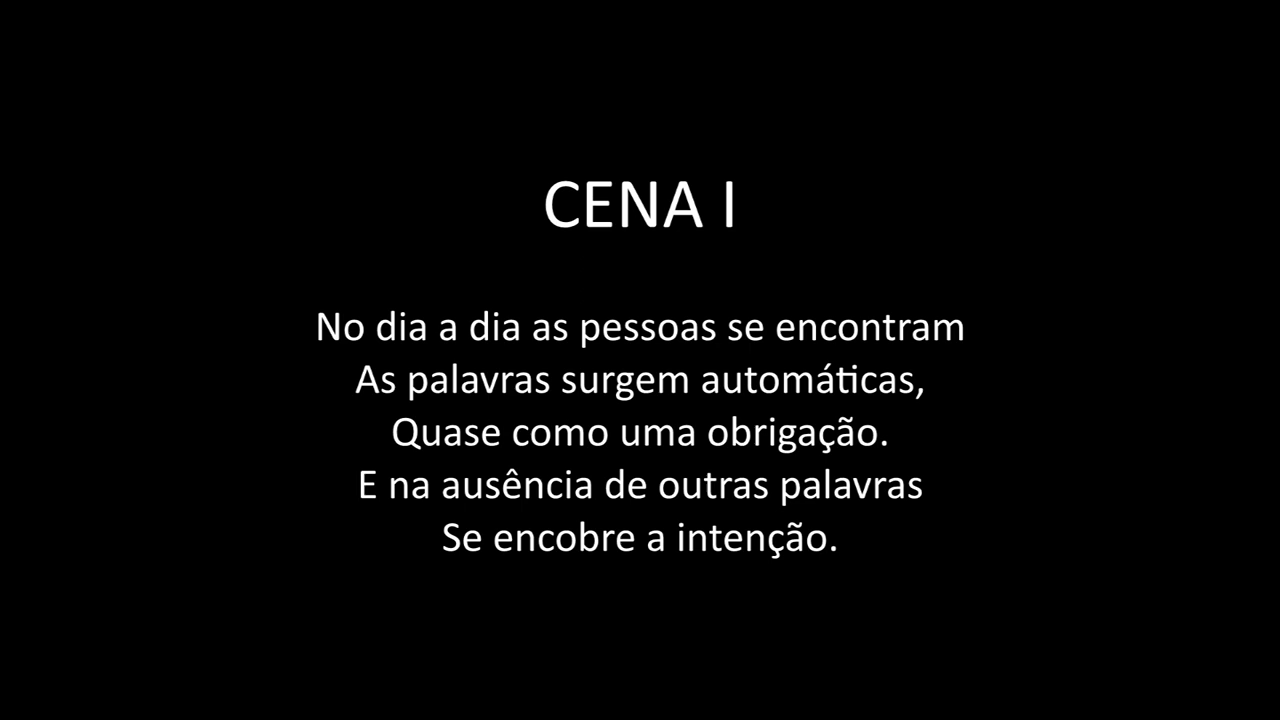 CENA I
No dia a dia as pessoas se encontram
As palavras surgem automáticas,
Quase como uma obrigação.
E na ausência de outras palavras
Se encobre a intenção.